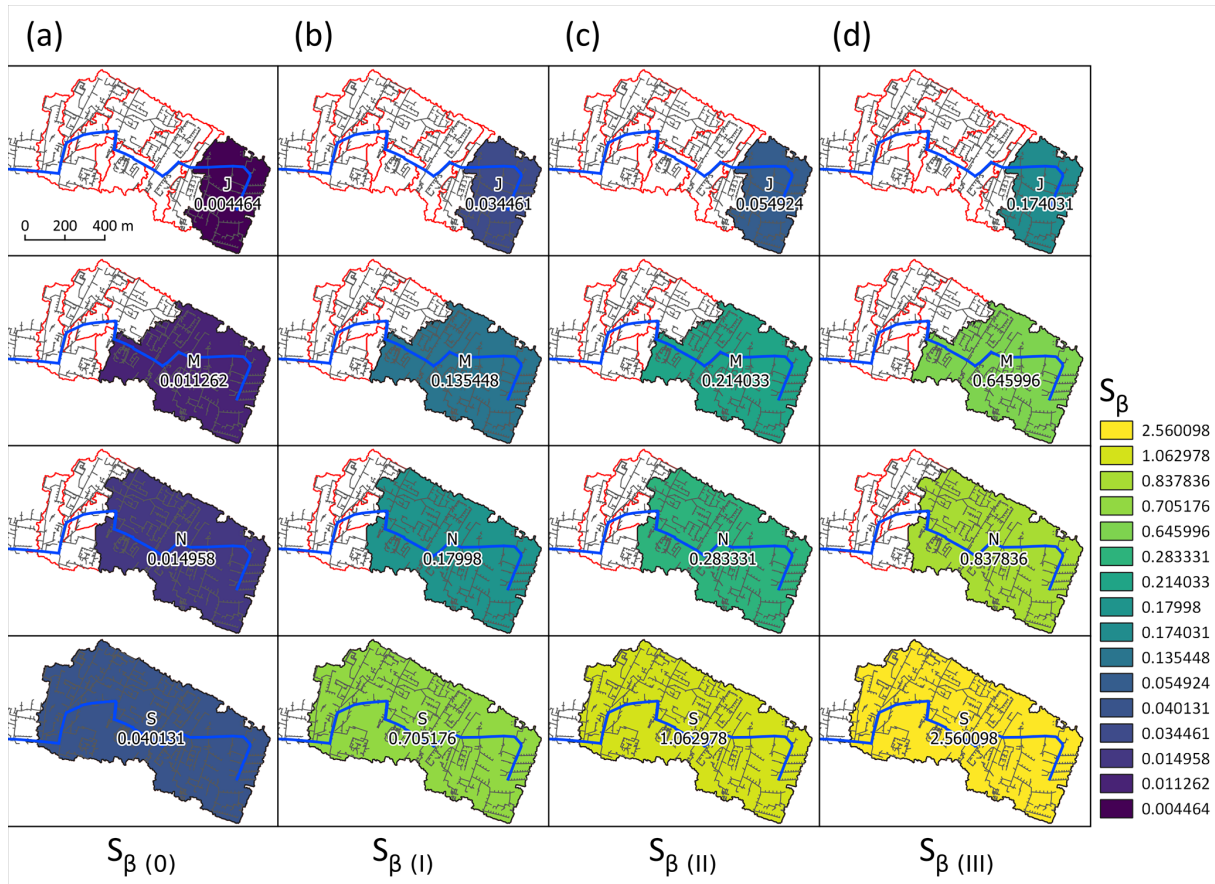 (a) (b) (c) (d)
J J J J
0.004464 0.034461 0.054924 0.174031
0 200 400 m
M M M M
0.011262 0.135448 0.214033 0.645996
N N N N
0.014958 0.17998 0.283331 0.837836
S S S S
0.040131 0.705176 1.062978 2.560098
Sβ
2.560098
1.062978
0.837836
0.705176
0.645996
0.283331
0.214033
0.17998
0.174031
0.135448
0.054924
0.040131
0.034461
0.014958
0.011262
0.004464
Sβ (0) Sβ (I) Sβ (II) Sβ (III)